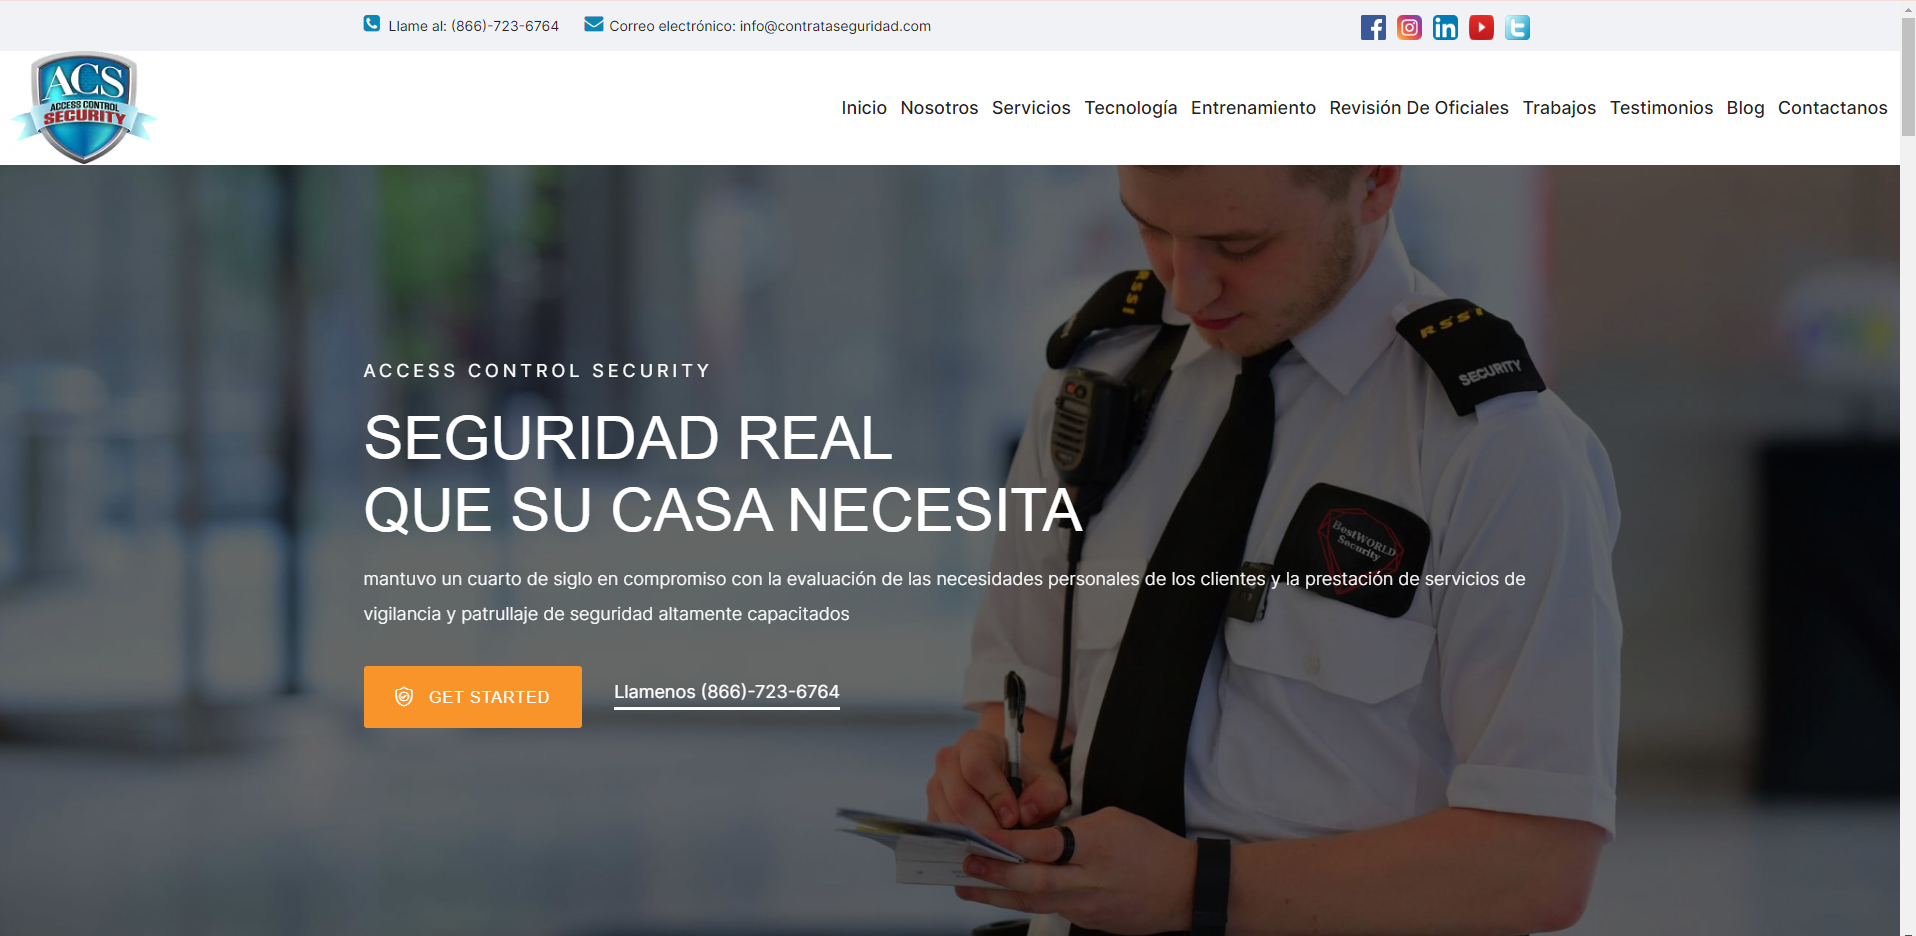 Llame al: (866)-723-6764 Correo electrónico: info@contrataseguridad.com
ACS
ACCESS CONTROL
SECURITY
Inicio Nosotros Servicios Tecnología Entrenamiento Revisión De Oficiales Trabajos Testimonios Blog Contactanos
RSSI
RSSI
SECURITY
ACCESS CONTROL SECURITY
SEGURIDAD REAL
QUE SU CASA NECESITA
BestWORLD
Security
mantuvo un cuarto de siglo en compromiso con la evaluación de las necesidades personales de los clientes y la prestación de servicios de
vigilancia y patrullaje de seguridad altamente capacitados
GET STARTED
Llamenos (866)-723-6764